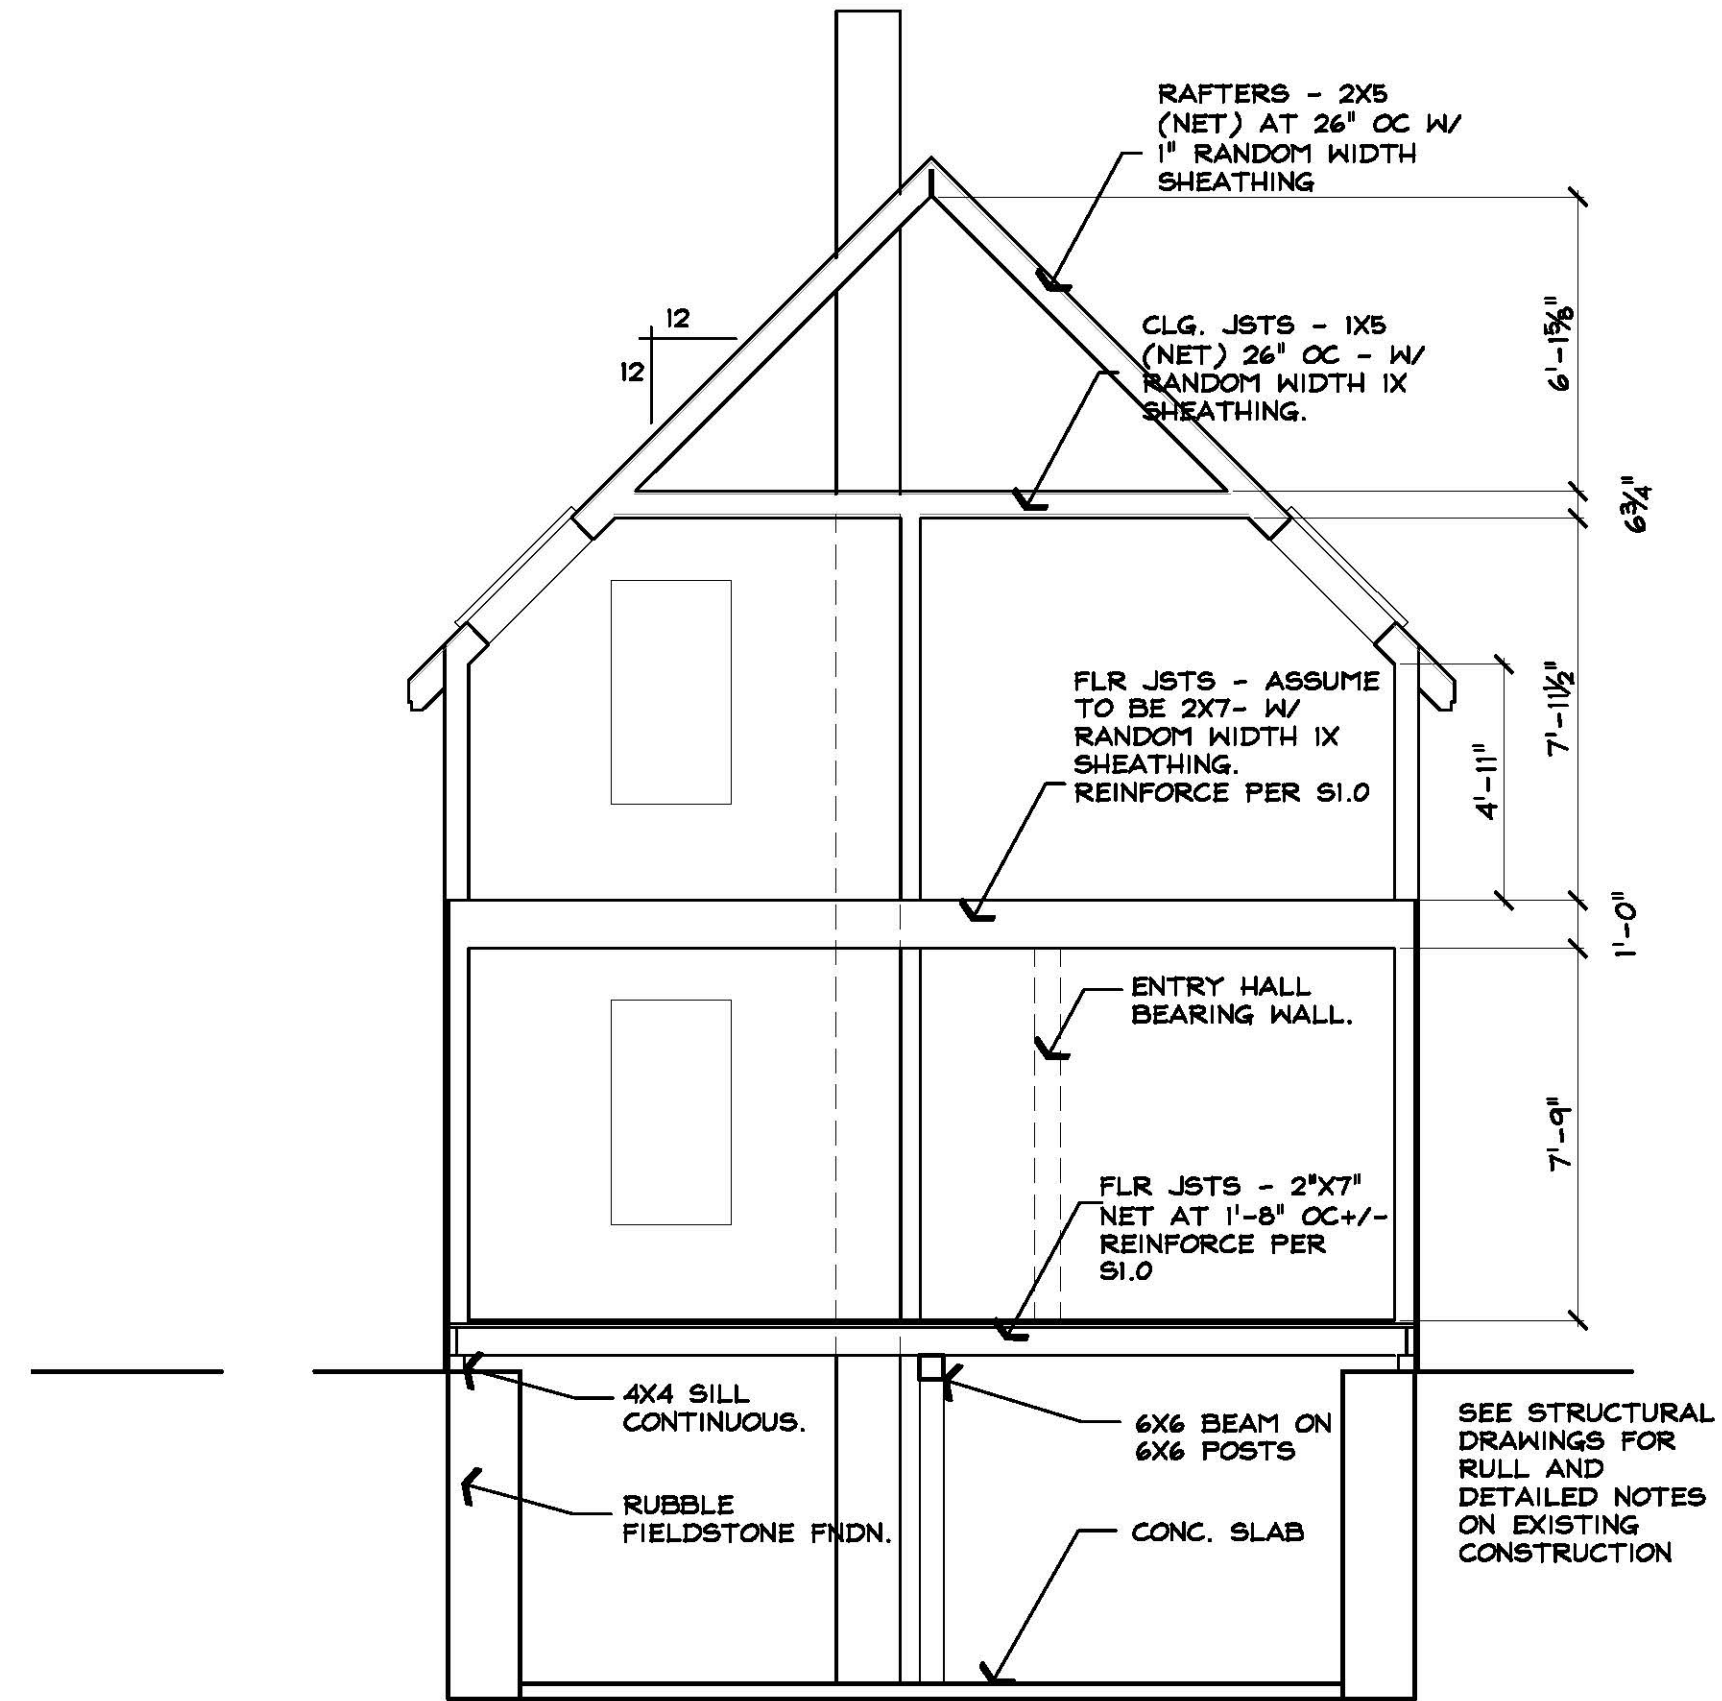 RAFTERS - 2X5
(NET) AT 26" OC W/
1" RANDOM WIDTH
SHEATHING
12
12
CLG. JSTS - 1X5
(NET) 26" OC - W/
RANDOM WIDTH 1X
SHEATHING.
6'-1⅝"
6¾"
FLR JSTS - ASSUME
TO BE 2X7- W/
RANDOM WIDTH 1X
SHEATHING.
REINFORCE PER S1.0
7'-11½"
4'-11"
1'-0"
ENTRY HALL
BEARING WALL.
7'-9"
FLR JSTS - 2"X7"
NET AT 1'-8" OC+/-
REINFORCE PER
S1.0
4X4 SILL
CONTINUOUS.
6X6 BEAM ON
6X6 POSTS
RUBBLE
FIELDSTONE FNDN.
CONC. SLAB
SEE STRUCTURAL
DRAWINGS FOR
RULL AND
DETAILED NOTES
ON EXISTING
CONSTRUCTION